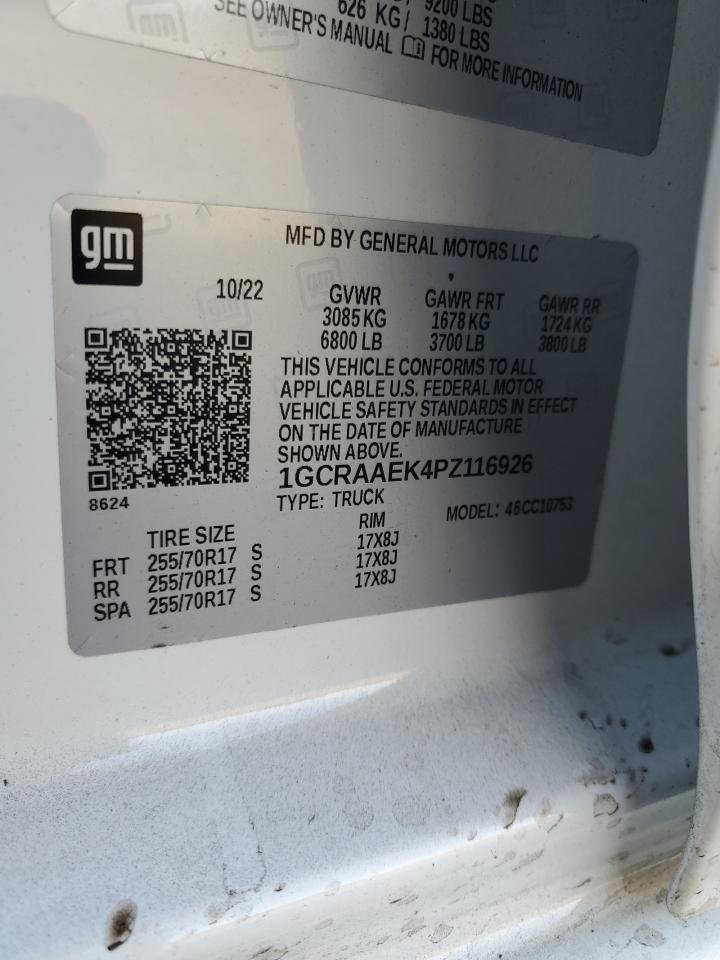 9200 LBS
626 KG/ 1380 LBS
SEE OWNER'S MANUAL FOR MORE INFORMATION
gm
MFD BY GENERAL MOTORS LLC
10/22 GVWR GAWR FRT GAWR RR
3085 KG 1678 KG 1724 KG
6800 LB 3700 LB 3800 LB
THIS VEHICLE CONFORMS TO ALL
APPLICABLE U.S. FEDERAL MOTOR
VEHICLE SAFETY STANDARDS IN EFFECT
ON THE DATE OF MANUFACTURE
SHOWN ABOVE.
1GCRAAEK4PZ116926
8624
TYPE: TRUCK MODEL: 46CC10753
TIRE SIZE RIM
FRT 255/70R17 S 17X8J
RR 255/70R17 S 17X8J
SPA 255/70R17 S 17X8J